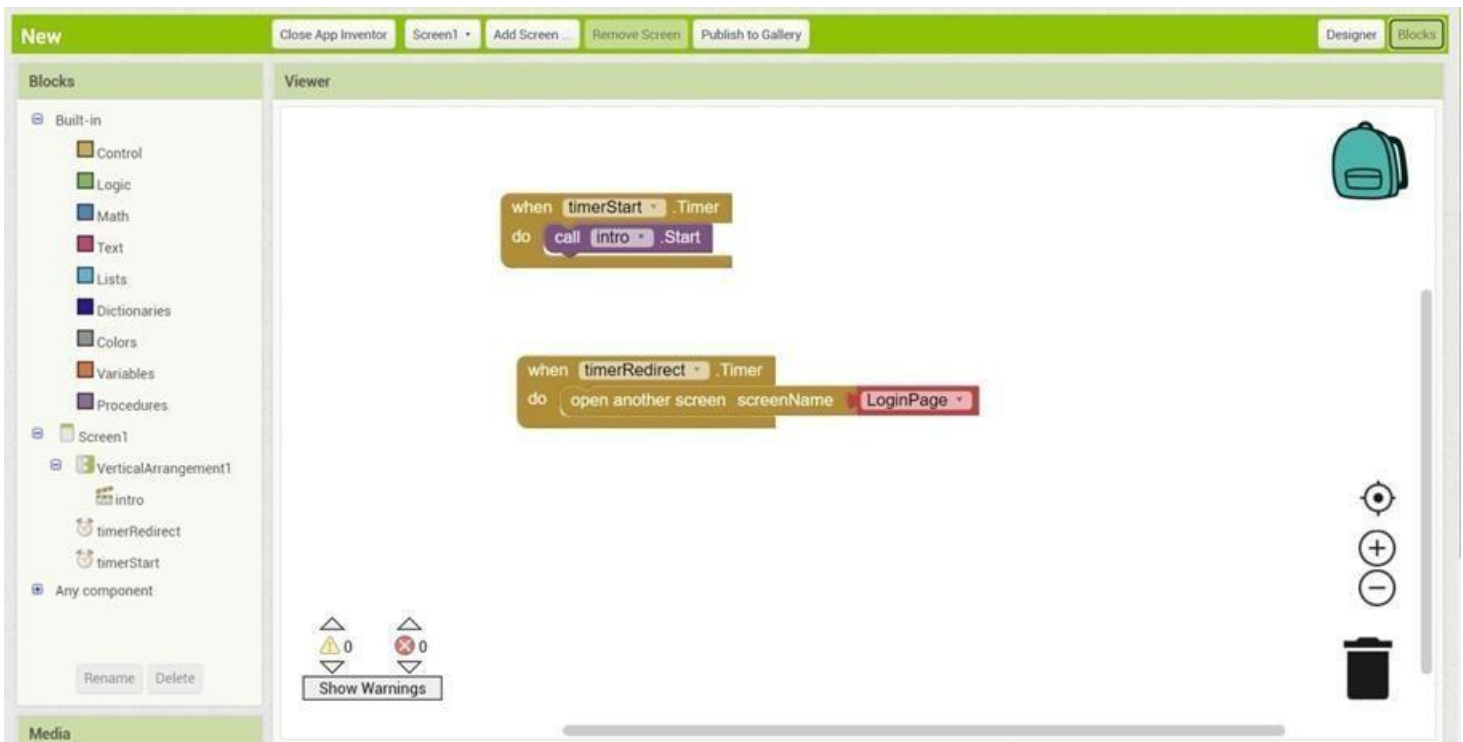 New
Close App Inventor
Screen1
Add Screen ...
Remove Screen
Publish to Gallery
Designer
Blocks
Blocks
Viewer
Built-in
Control
Logic
Math
Text
Lists
Dictionaries
Colors
Variables
Procedures
Screen1
VerticalArrangement1
intro
timerRedirect
timerStart
Any component
Rename Delete
Media
when timerStart .Timer
do call intro .Start
when timerRedirect .Timer
do open another screen screenName LoginPage
0 0
Show Warnings